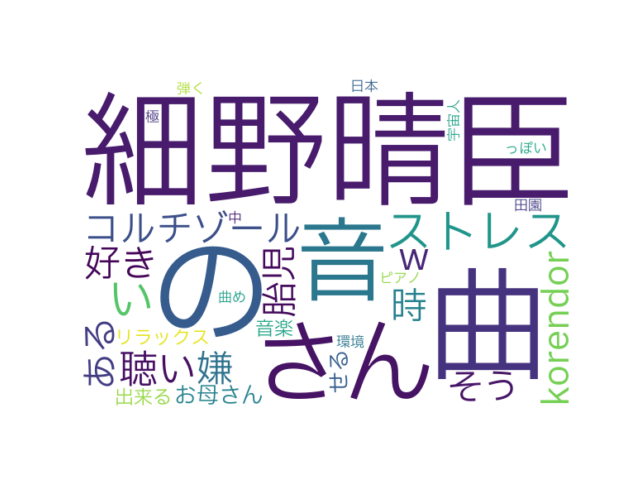 弾く
日本
細野晴臣
極
宇宙人
っぽい
田園
コルチゾール
中
の
音
ストレス
好き
胎児
w
曲
い
曲め
時
ピアノ
korendor
ある
リラックス
音楽
さん
環境
聴い
嫌
せる
そう
出来る
お母さん